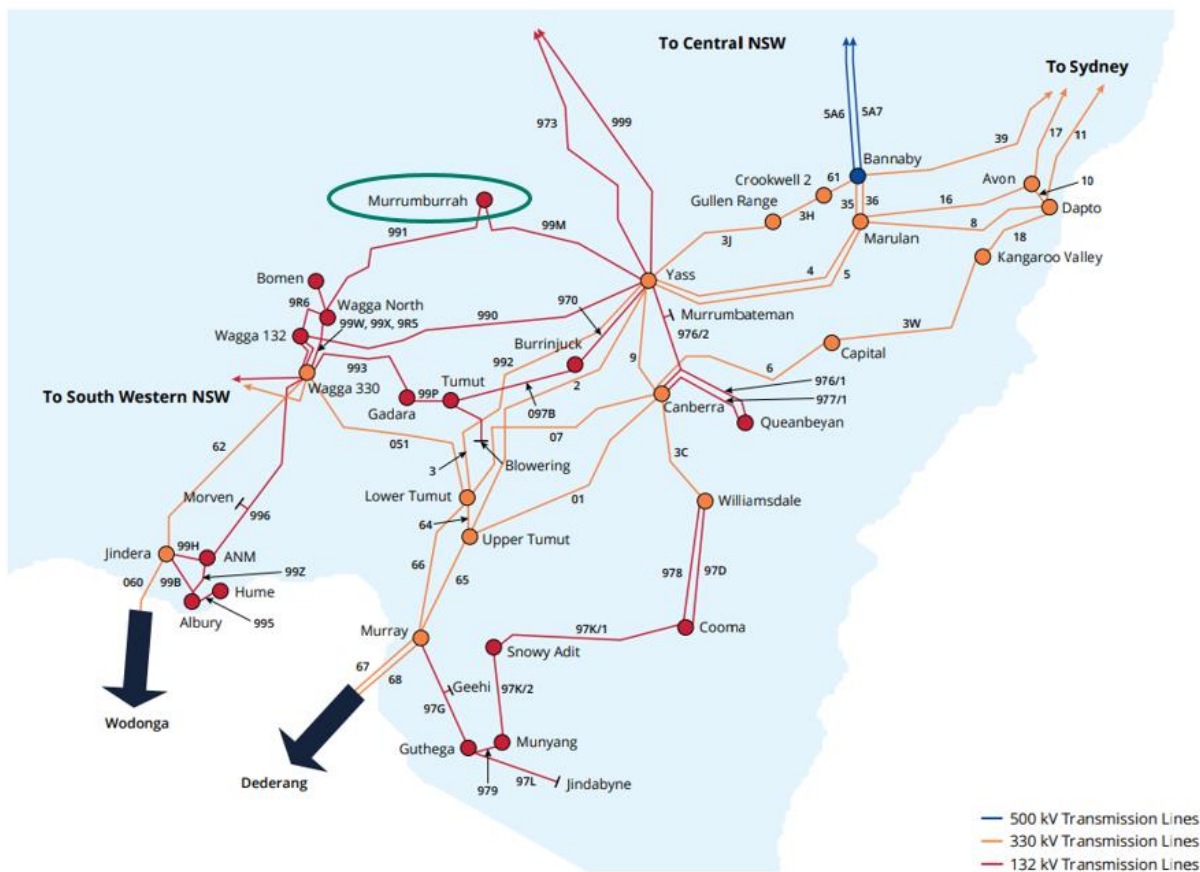 To Central NSW
To Sydney
973
999
5A6
5A7
39
17
11
Bannaby
Crookwell 2
61
Avon
10
Murrumburrah
Gullen Range
35
36
16
Dapto
3H
8
991
99M
3J
Marulan
18
Kangaroo Valley
4
5
Yass
Bomen
970
9R6
Wagga North
99W, 99X, 9R5
990
Murrumbateman
976/2
3W
Wagga 132
Burrinjuck
Capital
993
992
9
6
2
Wagga 330
Tumut
976/1
977/1
To South Western NSW
99P
Gadara
097B
Canberra
Queanbeyan
62
051
07
3
Blowering
3C
Morven
Lower Tumut
01
Williamsdale
996
64
Upper Tumut
Jindera
99H
ANM
66
65
978
97D
060
99B
99Z
Hume
Albury
995
Murray
97K/1
Cooma
Snowy Adit
67
68
Geehi
97K/2
97G
Wodonga
Guthega
Munyang
Dederang
979
97L
Jindabyne
500 kV Transmission Lines
330 kV Transmission Lines
132 kV Transmission Lines